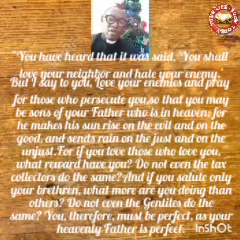 "You have heard that it was said, "You shall
love your neighbor and hate your enemy."
But I say to you, love your enemies and pray
for those who persecute you,so that you may
be sons of your Father who is in heaven; for
he makes his sun rise on the evil and on the
good, and sends rain on the just and on the
unjust.For if you love those who love you,
what reward have you? Do not even the tax
collectors do the same?And if you salute only
your brethren, what more are you doing than
others? Do not even the Gentiles do the
same? You, therefore, must be perfect, as your
heavenly Father is perfect.
InShOt